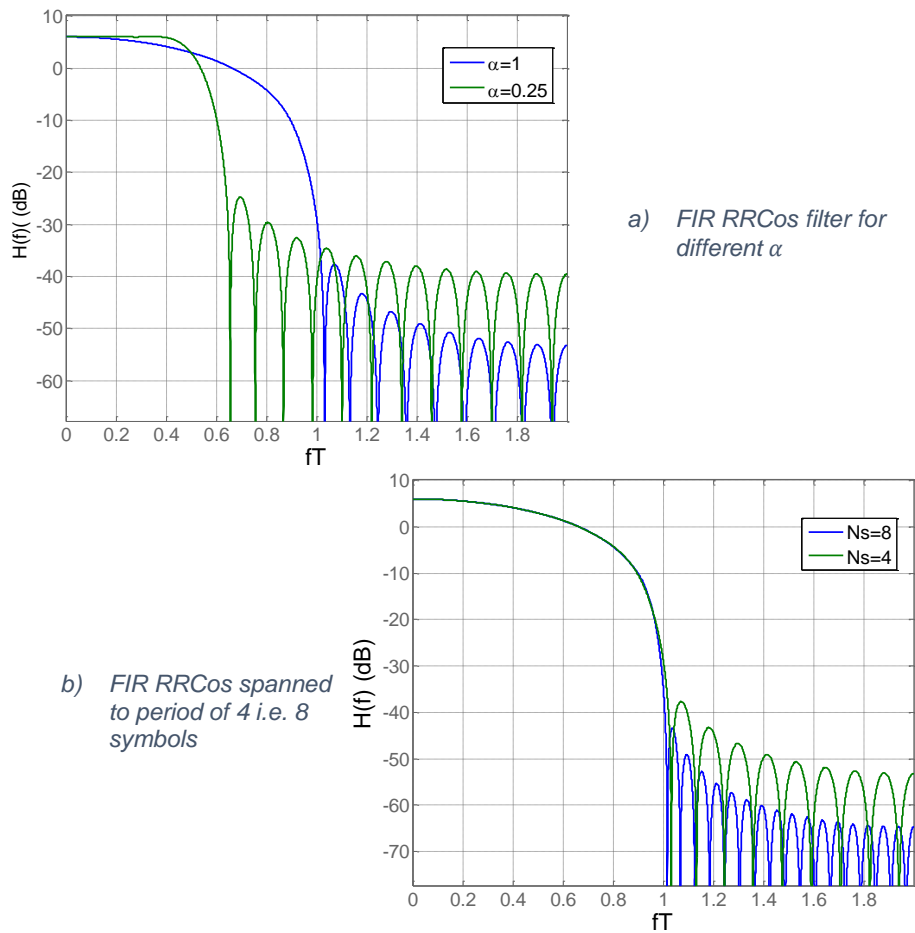 10
0
-10
-20
-30
-40
-50
-60
H(f)( (dB)
α=1
α=0.25
0 0.2 0.4 0.6 0.8 1 1.2 1.4 1.6 1.8
fT
a) FIR RRCos filter for
different α
10
0
-10
-20
-30
-40
-50
-60
-70
H(f) (dB)
Ns=8
Ns=4
0 0.2 0.4 0.6 0.8 1 1.2 1.4 1.6 1.8
fT
b) FIR RRCos spanned
to period of 4 i.e. 8
symbols